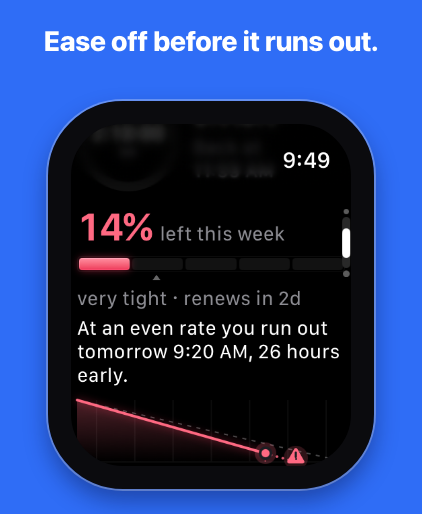 Ease off before it runs out.
9:49
14% left this week
very tight · renews in 2d
At an even rate you run out
tomorrow 9:20 AM, 26 hours
early.